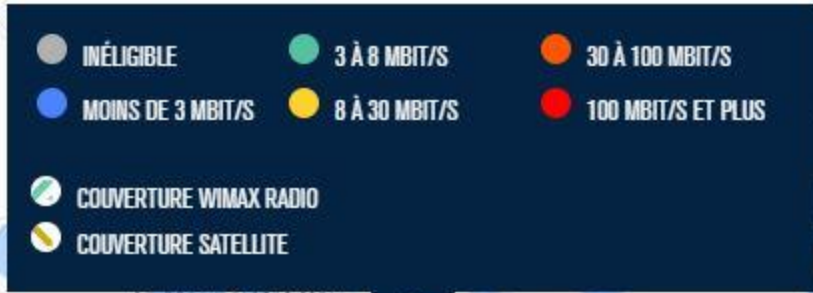 INÉLIGIBLE
3 À 8 MBIT/S
30 À 100 MBIT/S
MOINS DE 3 MBIT/S
8 À 30 MBIT/S
100 MBIT/S ET PLUS
COUVERTURE WIMAX RADIO
COUVERTURE SATELLITE